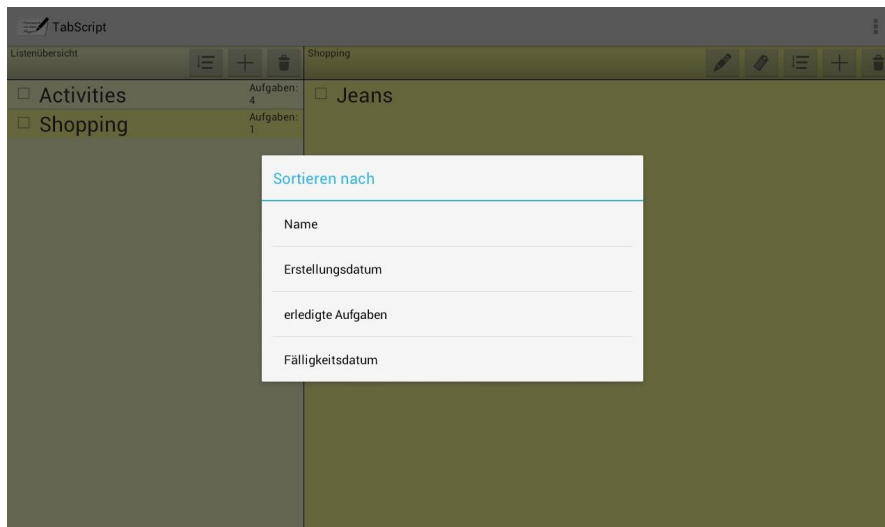 TabScript
Listenübersicht
Shopping
Activities
Aufgaben:
4
Shopping
Aufgaben:
1
Jeans
Sortieren nach
Name
Erstellungsdatum
erledigte Aufgaben
Fälligkeitsdatum